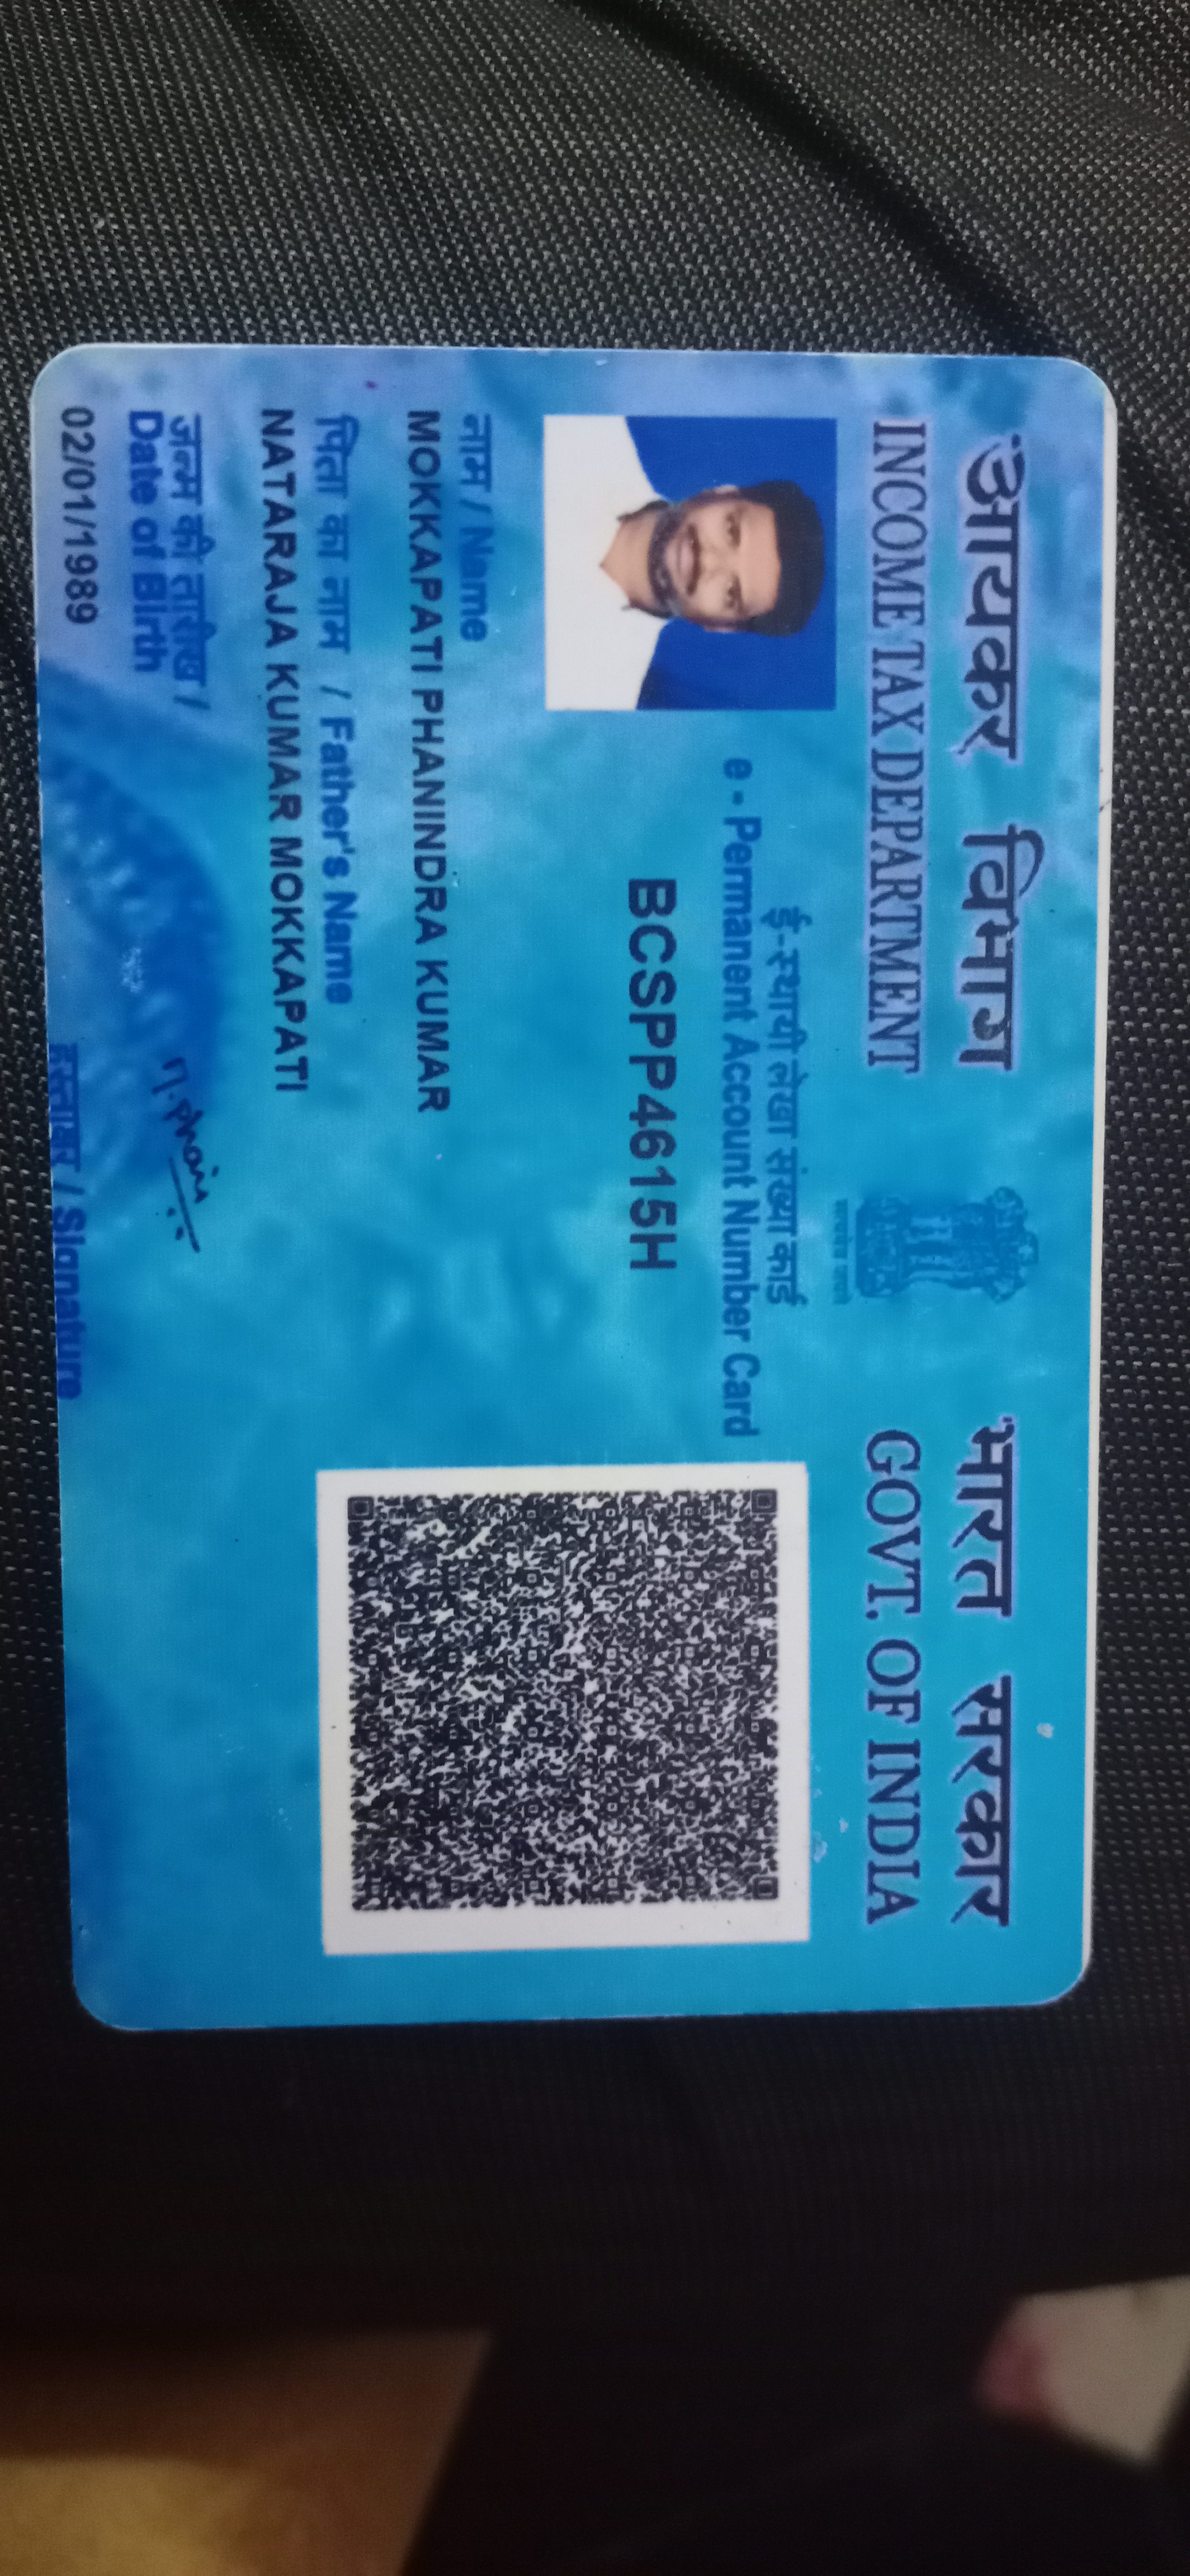 आयकर विभाग
INCOME TAX DEPARTMENT
भारत सरकार
GOVT. OF INDIA
ई-स्थायी लेखा संख्या कार्ड
e - Permanent Account Number Card
BCSPP4615H
नाम / Name
MOKKAPATI PHANINDRA KUMAR
पिता का नाम / Father's Name
NATARAJA KUMAR MOKKAPATI
जन्म की तारीख /
Date of Birth
02/01/1989
हस्ताक्षर / Signature